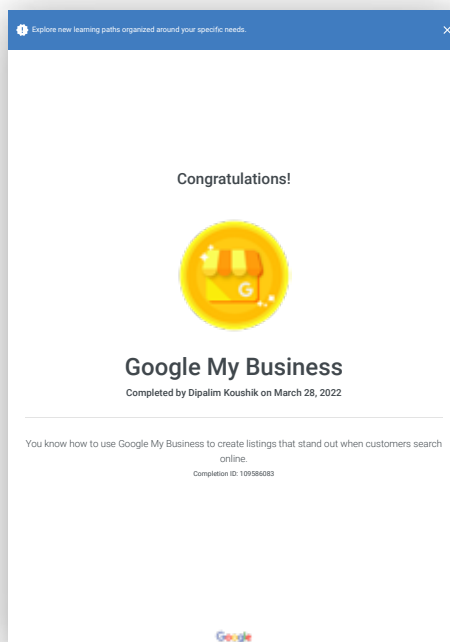 Explore new learning paths organized around your specific needs.
Congratulations!
G
Google My Business
Completed by Dipalim Koushik on March 28, 2022
You know how to use Google My Business to create listings that stand out when customers search
online.
Completion ID: 109586083
Google